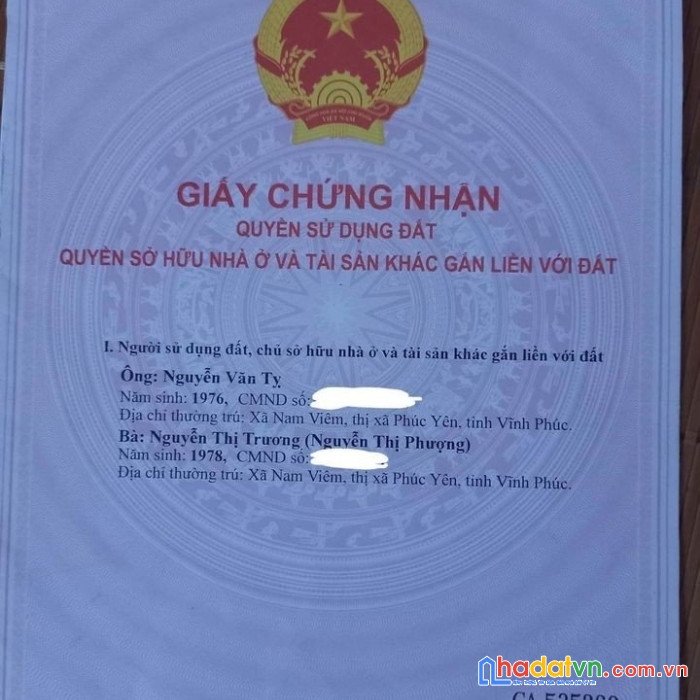 VIỆT NAM
GIẤY CHỨNG NHẬN
QUYỀN SỬ DỤNG ĐẤT
QUYỀN SỞ HỮU NHÀ Ở VÀ TÀI SẢN KHÁC GẮN LIỀN VỚI ĐẤT
I. Người sử dụng đất, chủ sở hữu nhà ở và tài sản khác gắn liền với đất
Ông: Nguyễn Văn Tỵ
Năm sinh: 1976, CMND số:
Địa chỉ thường trú: Xã Nam Viêm, thị xã Phúc Yên, tỉnh Vĩnh Phúc.
Bà: Nguyễn Thị Trương (Nguyễn Thị Phượng)
Năm sinh: 1978, CMND số:
Địa chỉ thường trú: Xã Nam Viêm, thị xã Phúc Yên, tỉnh Vĩnh Phúc.
nhadatvn.com.vn
CA